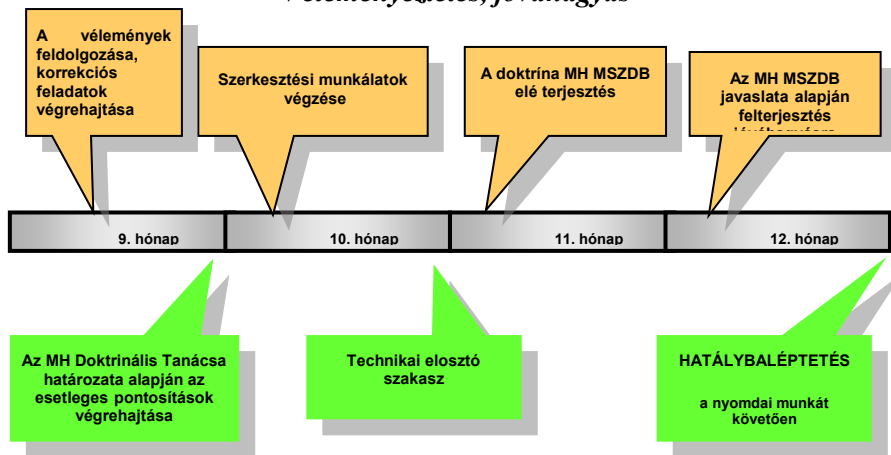 A vélemények
feldolgozása,
korrekciós
feladatok
végrehajtása
Szerkesztési munkálatok
végzése
A doktrína MH MSZDB
elé terjesztés
Az MH MSZDB
javaslata alapján
felterjesztés
9. hónap
10. hónap
11. hónap
12. hónap
Az MH Doktrinális Tanácsa
határozata alapján az
esetleges pontosítások
végrehajtása
Technikai elosztó
szakasz
HATÁLYBALÉPTETÉS
a nyomdai munkát
követően